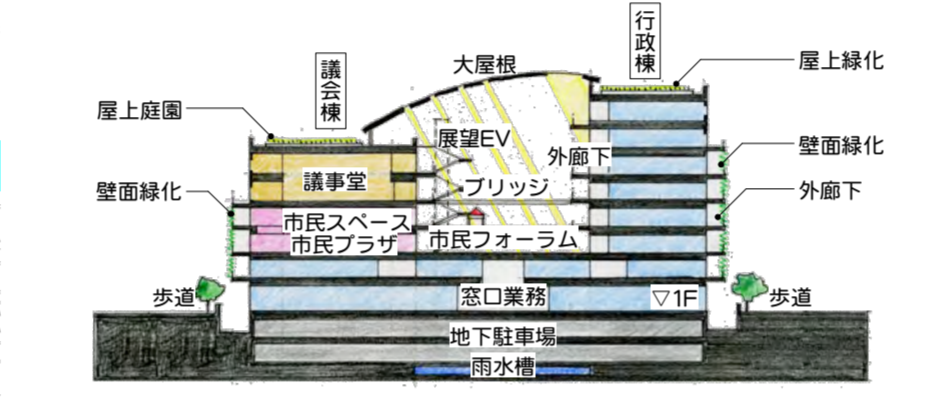 行政棟
議会棟
大屋根
屋上緑化
屋上庭園
展望EV
外廊下
壁面緑化
議事堂
ブリッジ
壁面緑化
外廊下
市民スペース
市民プラザ
市民フォーラム
歩道
窓口業務
▽1F
歩道
地下駐車場
雨水槽